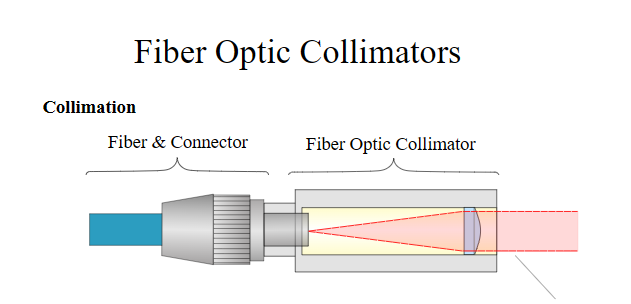 Fiber Optic Collimators
Collimation
Fiber & Connector
Fiber Optic Collimator